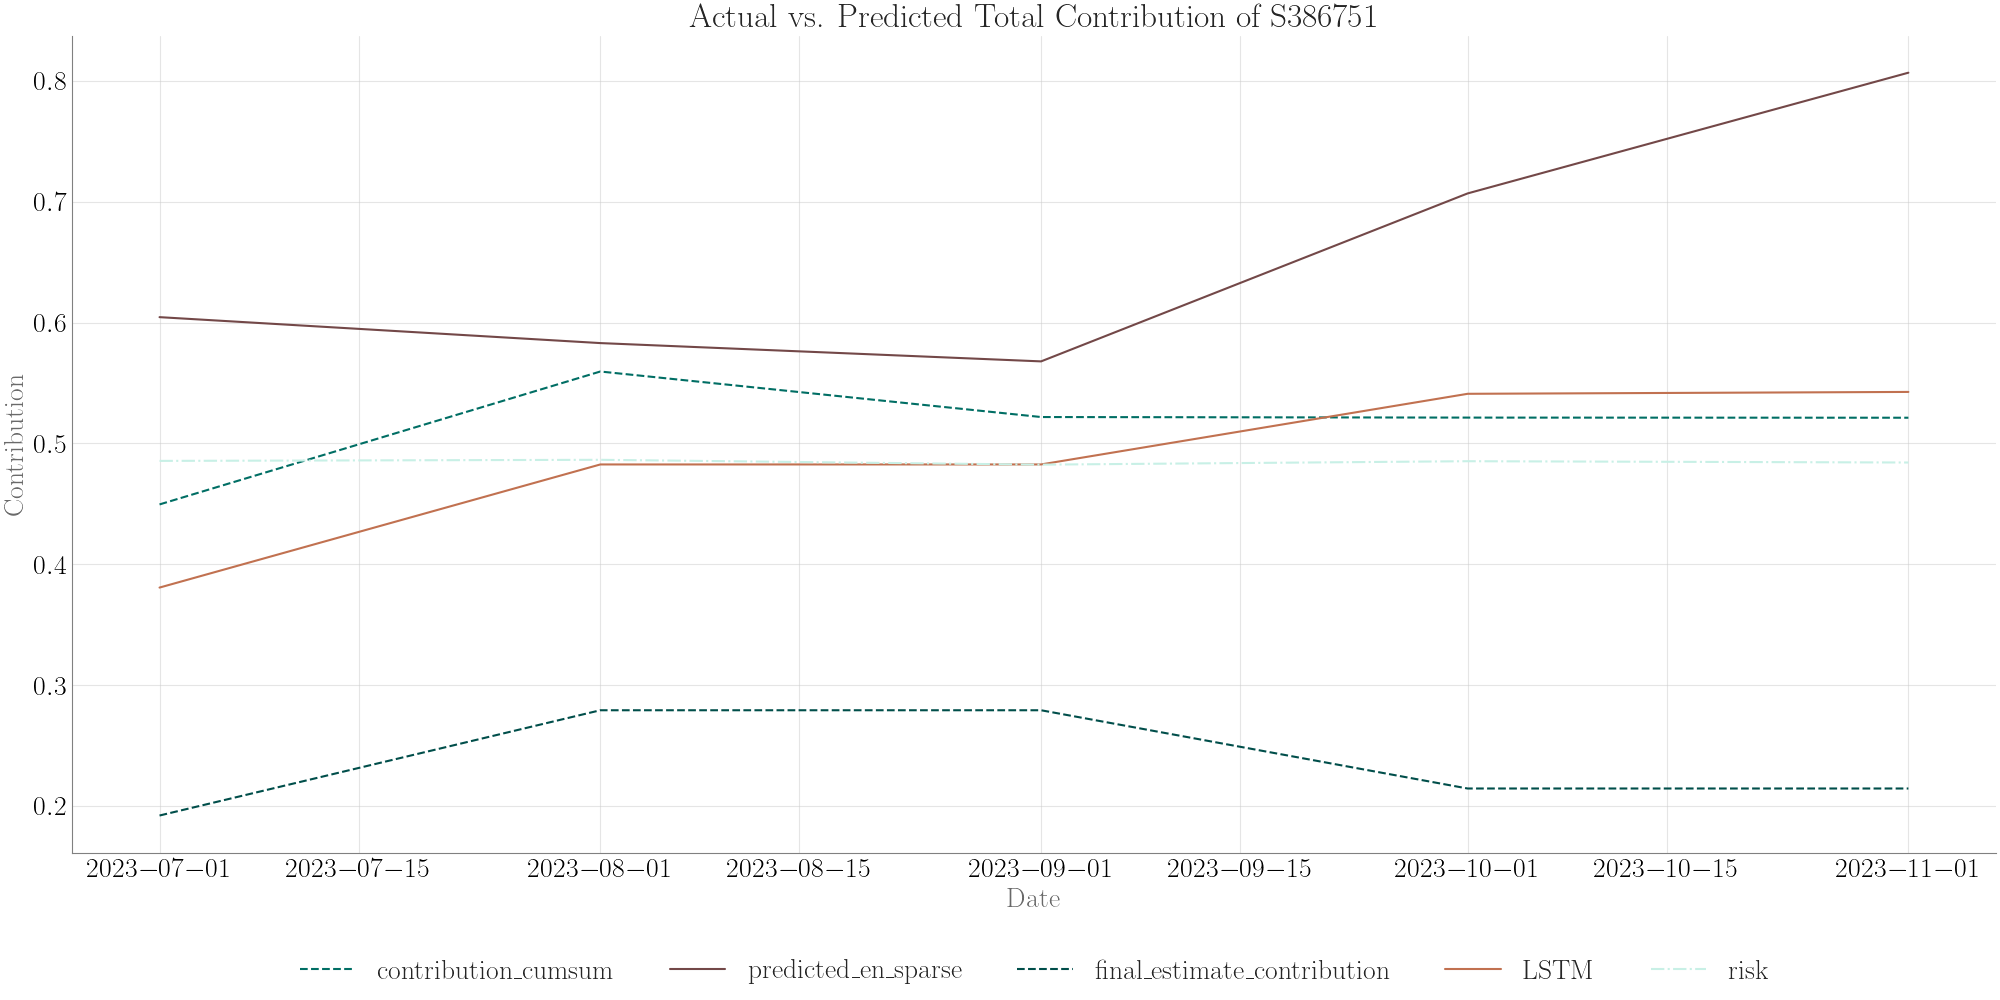 Actual vs. Predicted Total Contribution of S386751
0.8
0.7
0.6
0.5
0.4
0.3
0.2
Contribution
2023−07−01 2023−07−15 2023−08−01 2023−08−15 2023−09−01 2023−09−15 2023−10−01 2023−10−15 2023−11−01
Date
contribution_cumsum predicted_en_sparse final_estimate_contribution LSTM risk